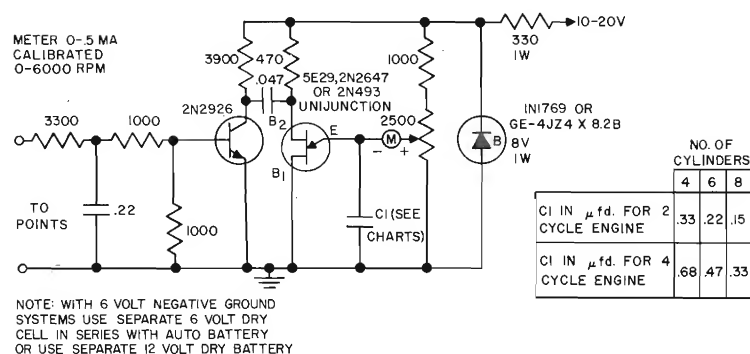 METER 0-.5 MA
CALIBRATED
0-6000 RPM
3900
470
.047
5E29,2N2647
OR 2N493
UNIJUNCTION
1000
330
1W
10-20V
3300
1000
2N2926
B2
B1
E
M
- +
2500
1N1769 OR
GE-4JZ4 X 8.2B
B
8V
1W
TO
POINTS
.22
1000
C1 (SEE
CHARTS)
NO. OF
CYLINDERS
4 6 8
C1 IN μfd. FOR 2
CYCLE ENGINE
.33 .22 .15
C1 IN μfd. FOR 4
CYCLE ENGINE
.68 .47 .33
NOTE: WITH 6 VOLT NEGATIVE GROUND
SYSTEMS USE SEPARATE 6 VOLT DRY
CELL IN SERIES WITH AUTO BATTERY
OR USE SEPARATE 12 VOLT DRY BATTERY